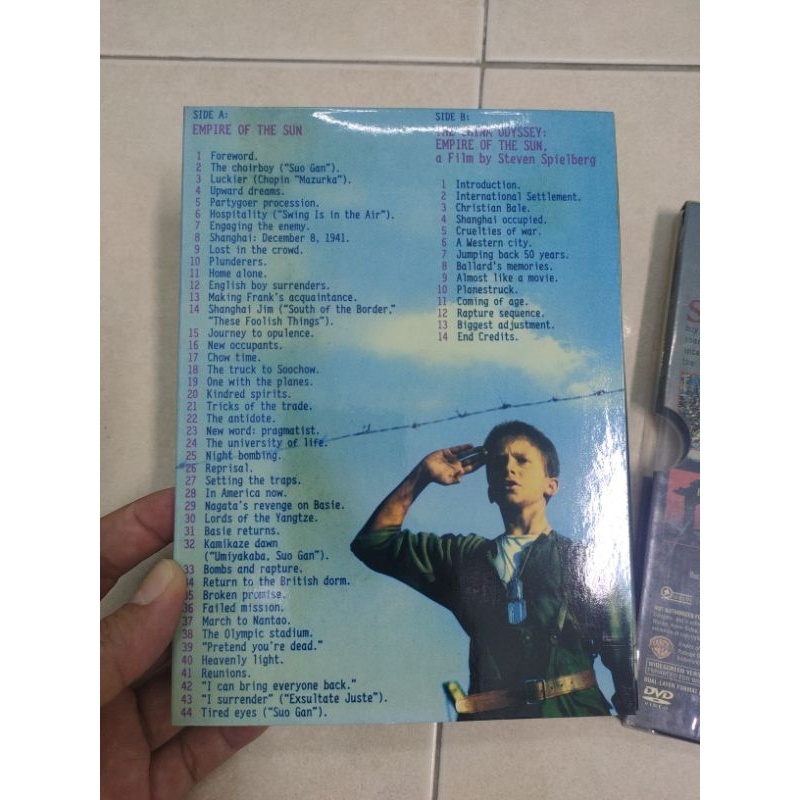 SIDE A:
EMPIRE OF THE SUN
1 Foreword.
2 The choirboy ("Suo Gan").
3 Luckier (Chopin "Mazurka").
4 Upward dreams.
5 Partygoer procession.
6 Hospitality ("Swing Is in the Air").
7 Engaging the enemy.
8 Shanghai: December 8, 1941.
9 Lost in the crowd.
10 Plunderers.
11 Home alone.
12 English boy surrenders.
13 Making Frank's acquaintance.
14 Shanghai Jim ("South of the Border,"
"These Foolish Things").
15 Journey to opulence.
16 New occupants.
17 Chow time.
18 The truck to Soochow.
19 One with the planes.
20 Kindred spirits.
21 Tricks of the trade.
22 The antidote.
23 New word: pragmatist.
24 The university of life.
25 Night bombing.
26 Reprisal.
27 Setting the traps.
28 In America now.
29 Nagata's revenge on Basie.
30 Lords of the Yangtze.
31 Basie returns.
32 Kamikaze dawn
("Umiyakaba, Suo Gan").
33 Bombs and rapture.
34 Return to the British dorm.
35 Broken promise.
36 Failed mission.
37 March to Nantao.
38 The Olympic stadium.
39 "Pretend you're dead."
40 Heavenly light.
41 Reunions.
42 "I can bring everyone back."
43 "I surrender" ("Exsultate Juste").
44 Tired eyes ("Suo Gan").
SIDE B:
THE CHINA ODYSSEY:
EMPIRE OF THE SUN,
a Film by Steven Spielberg
1 Introduction.
2 International Settlement.
3 Christian Bale.
4 Shanghai occupied.
5 Cruelties of war.
6 A Western city.
7 Jumping back 50 years.
8 Ballard's memories.
9 Almost like a movie.
10 Planestruck.
11 Coming of age.
12 Rapture sequence.
13 Biggest adjustment.
14 End Credits.
WIDESCREEN
DUAL-LAYER FORMAT
DVD
VIDEO